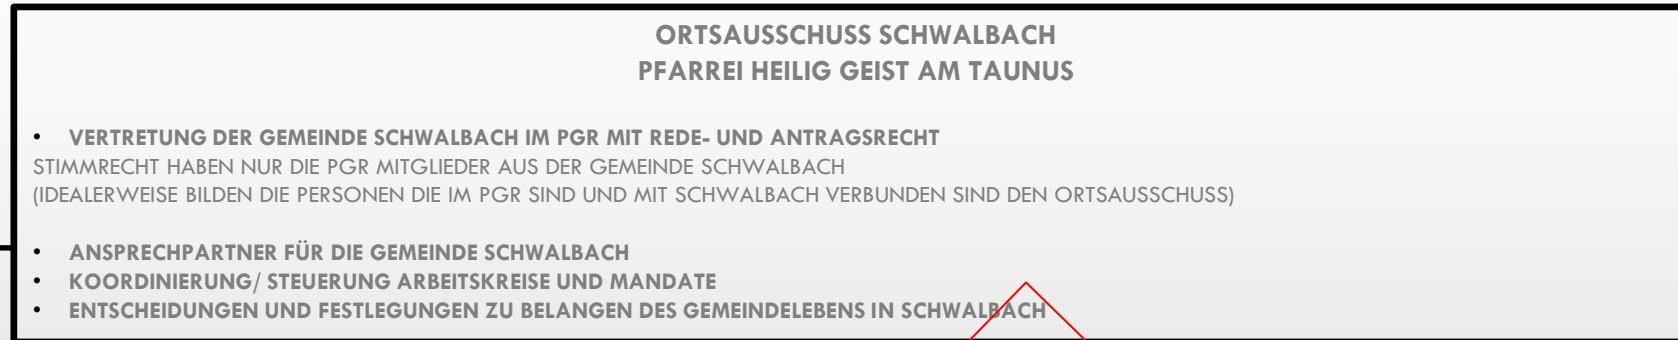 ORTSAUSSCHUSS SCHWALBACH
PFARREI HEILIG GEIST AM TAUNUS
• VERTRETUNG DER GEMEINDE SCHWALBACH IM PGR MIT REDE- UND ANTRAGSRECHT
STIMMRECHT HABEN NUR DIE PGR MITGLIEDER AUS DER GEMEINDE SCHWALBACH
(IDEALERWEISE BILDEN DIE PERSONEN DIE IM PGR SIND UND MIT SCHWALBACH VERBUNDEN SIND DEN ORTSAUSSCHUSS)
• ANSPRECHPARTNER FÜR DIE GEMEINDE SCHWALBACH
• KOORDINIERUNG/ STEUERUNG ARBEITSKREISE UND MANDATE
• ENTSCHEIDUNGEN UND FESTLEGUNGEN ZU BELANGEN DES GEMEINDELEBENS IN SCHWALBACH